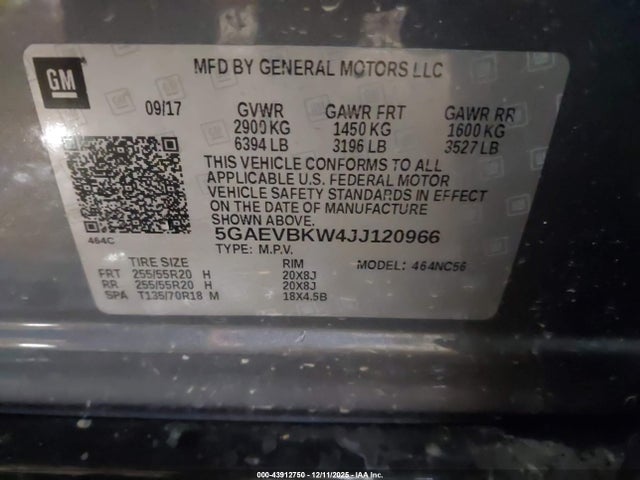 GM
MFD BY GENERAL MOTORS LLC
09/17 GVWR GAWR FRT GAWR RR
2900 KG 1450 KG 1600 KG
6394 LB 3196 LB 3527 LB
THIS VEHICLE CONFORMS TO ALL
APPLICABLE U.S. FEDERAL MOTOR
VEHICLE SAFETY STANDARDS IN EFFECT
ON THE DATE OF MANUFACTURE
SHOWN ABOVE.
464C
5GAEVBKW4JJ120966
TYPE: M.P.V.
TIRE SIZE RIM MODEL: 464NC56
FRT 255/55R20 H 20X8J
RR 255/55R20 H 20X8J
SPA T135/70R18 M 18X4.5B
000-43912750 - 12/11/2025 - IAA Inc.